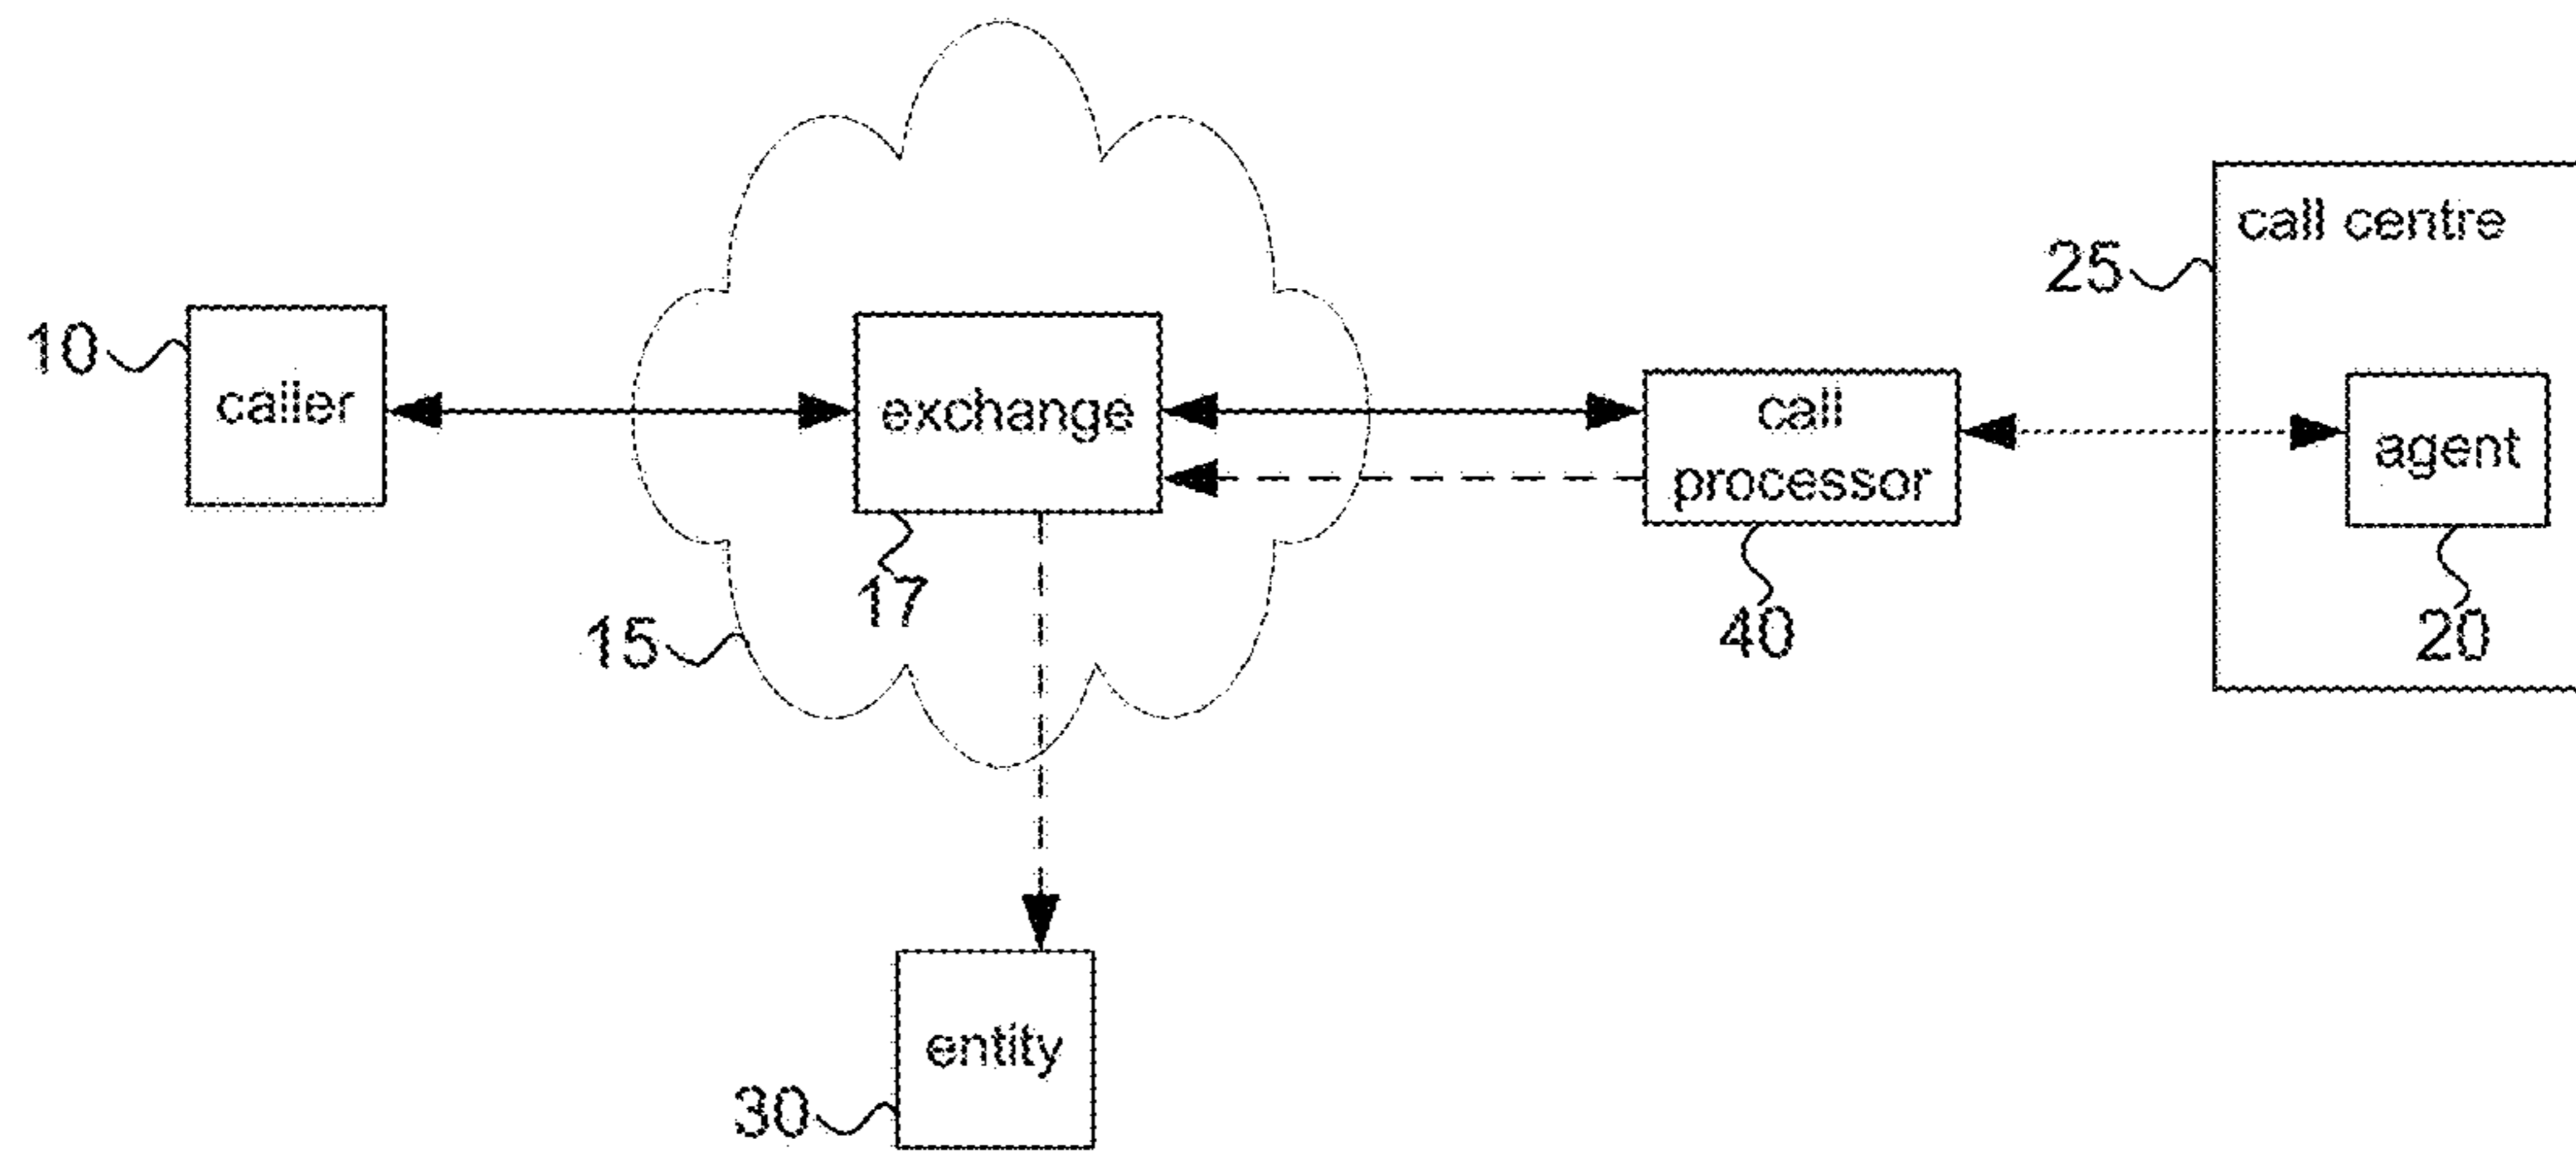 call centre
25
10
caller
exchange
call
processor
agent
17
15
40
20
entity
30